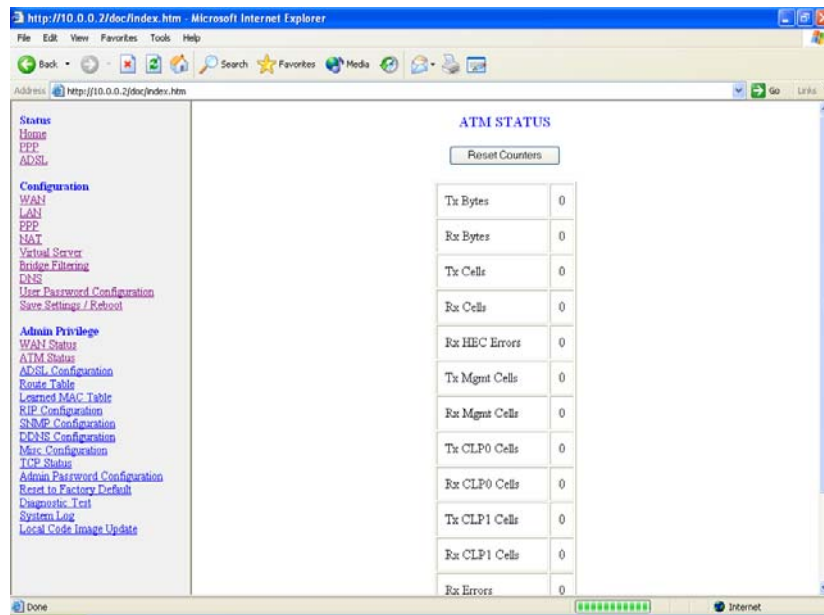 http://10.0.0.2/doc/index.htm - Microsoft Internet Explorer
File Edit View Favorites Tools Help
Back Search Favorites Media
Address http://10.0.0.2/doc/index.htm Go Links
Status
Home
PPP
ADSL
Configuration
WAN
LAN
PPP
NAT
Virtual Server
Bridge Filtering
DNS
User Password Configuration
Save Settings / Reboot
Admin Privilege
WAN Status
ATM Status
ADSL Configuration
Route Table
Learned MAC Table
RIP Configuration
SNMP Configuration
DDNS Configuration
Misc Configuration
TCP Status
Admin Password Configuration
Reset to Factory Default
Diagnostic Test
System Log
Local Code Image Update
ATM STATUS
Reset Counters
Tx Bytes 0
Rx Bytes 0
Tx Cells 0
Rx Cells 0
Rx HEC Errors 0
Tx Mgmt Cells 0
Rx Mgmt Cells 0
Tx CLP0 Cells 0
Rx CLP0 Cells 0
Tx CLP1 Cells 0
Rx CLP1 Cells 0
Rx Errors 0
Done Internet